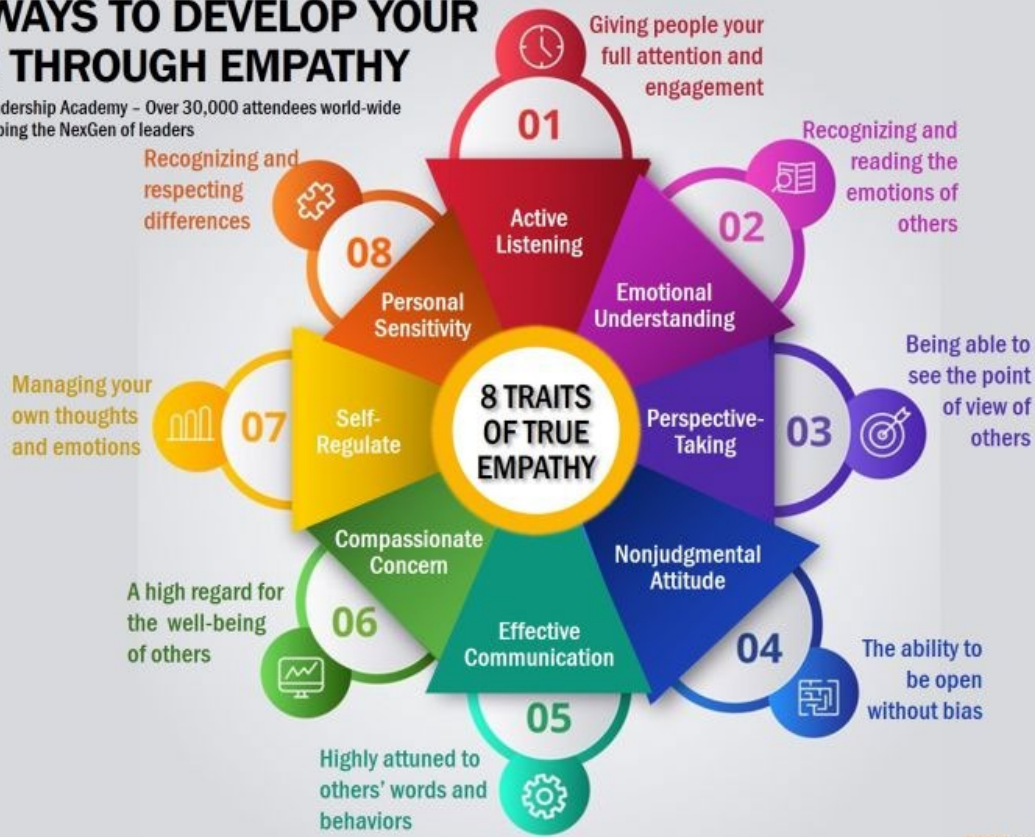 WAYS TO DEVELOP YOUR
THROUGH EMPATHY
Academy – Over 30,000 attendees world-wide
the NexGen of leaders
01
Active
Listening
Giving people your
full attention and
engagement
02
Emotional
Understanding
Recognizing and
reading the
emotions of
others
03
Perspective-
Taking
Being able to
see the point
of view of
others
04
Nonjudgmental
Attitude
The ability to
be open
without bias
05
Effective
Communication
Highly attuned to
others' words and
behaviors
06
Compassionate
Concern
A high regard for
the well-being
of others
07
Self-
Regulate
Managing your
own thoughts
and emotions
08
Personal
Sensitivity
Recognizing and
respecting
differences
8 TRAITS
OF TRUE
EMPATHY